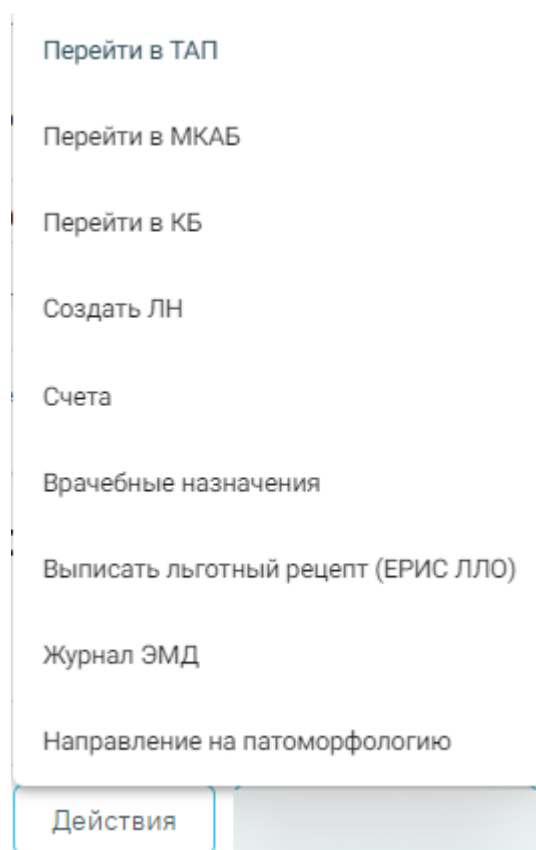 Перейти в ТАП
Перейти в МКАБ
Перейти в КБ
Создать ЛН
Счета
Врачебные назначения
Выписать льготный рецепт (ЕРИС ЛЛО)
Журнал ЭМД
Направление на патоморфологию
Действия